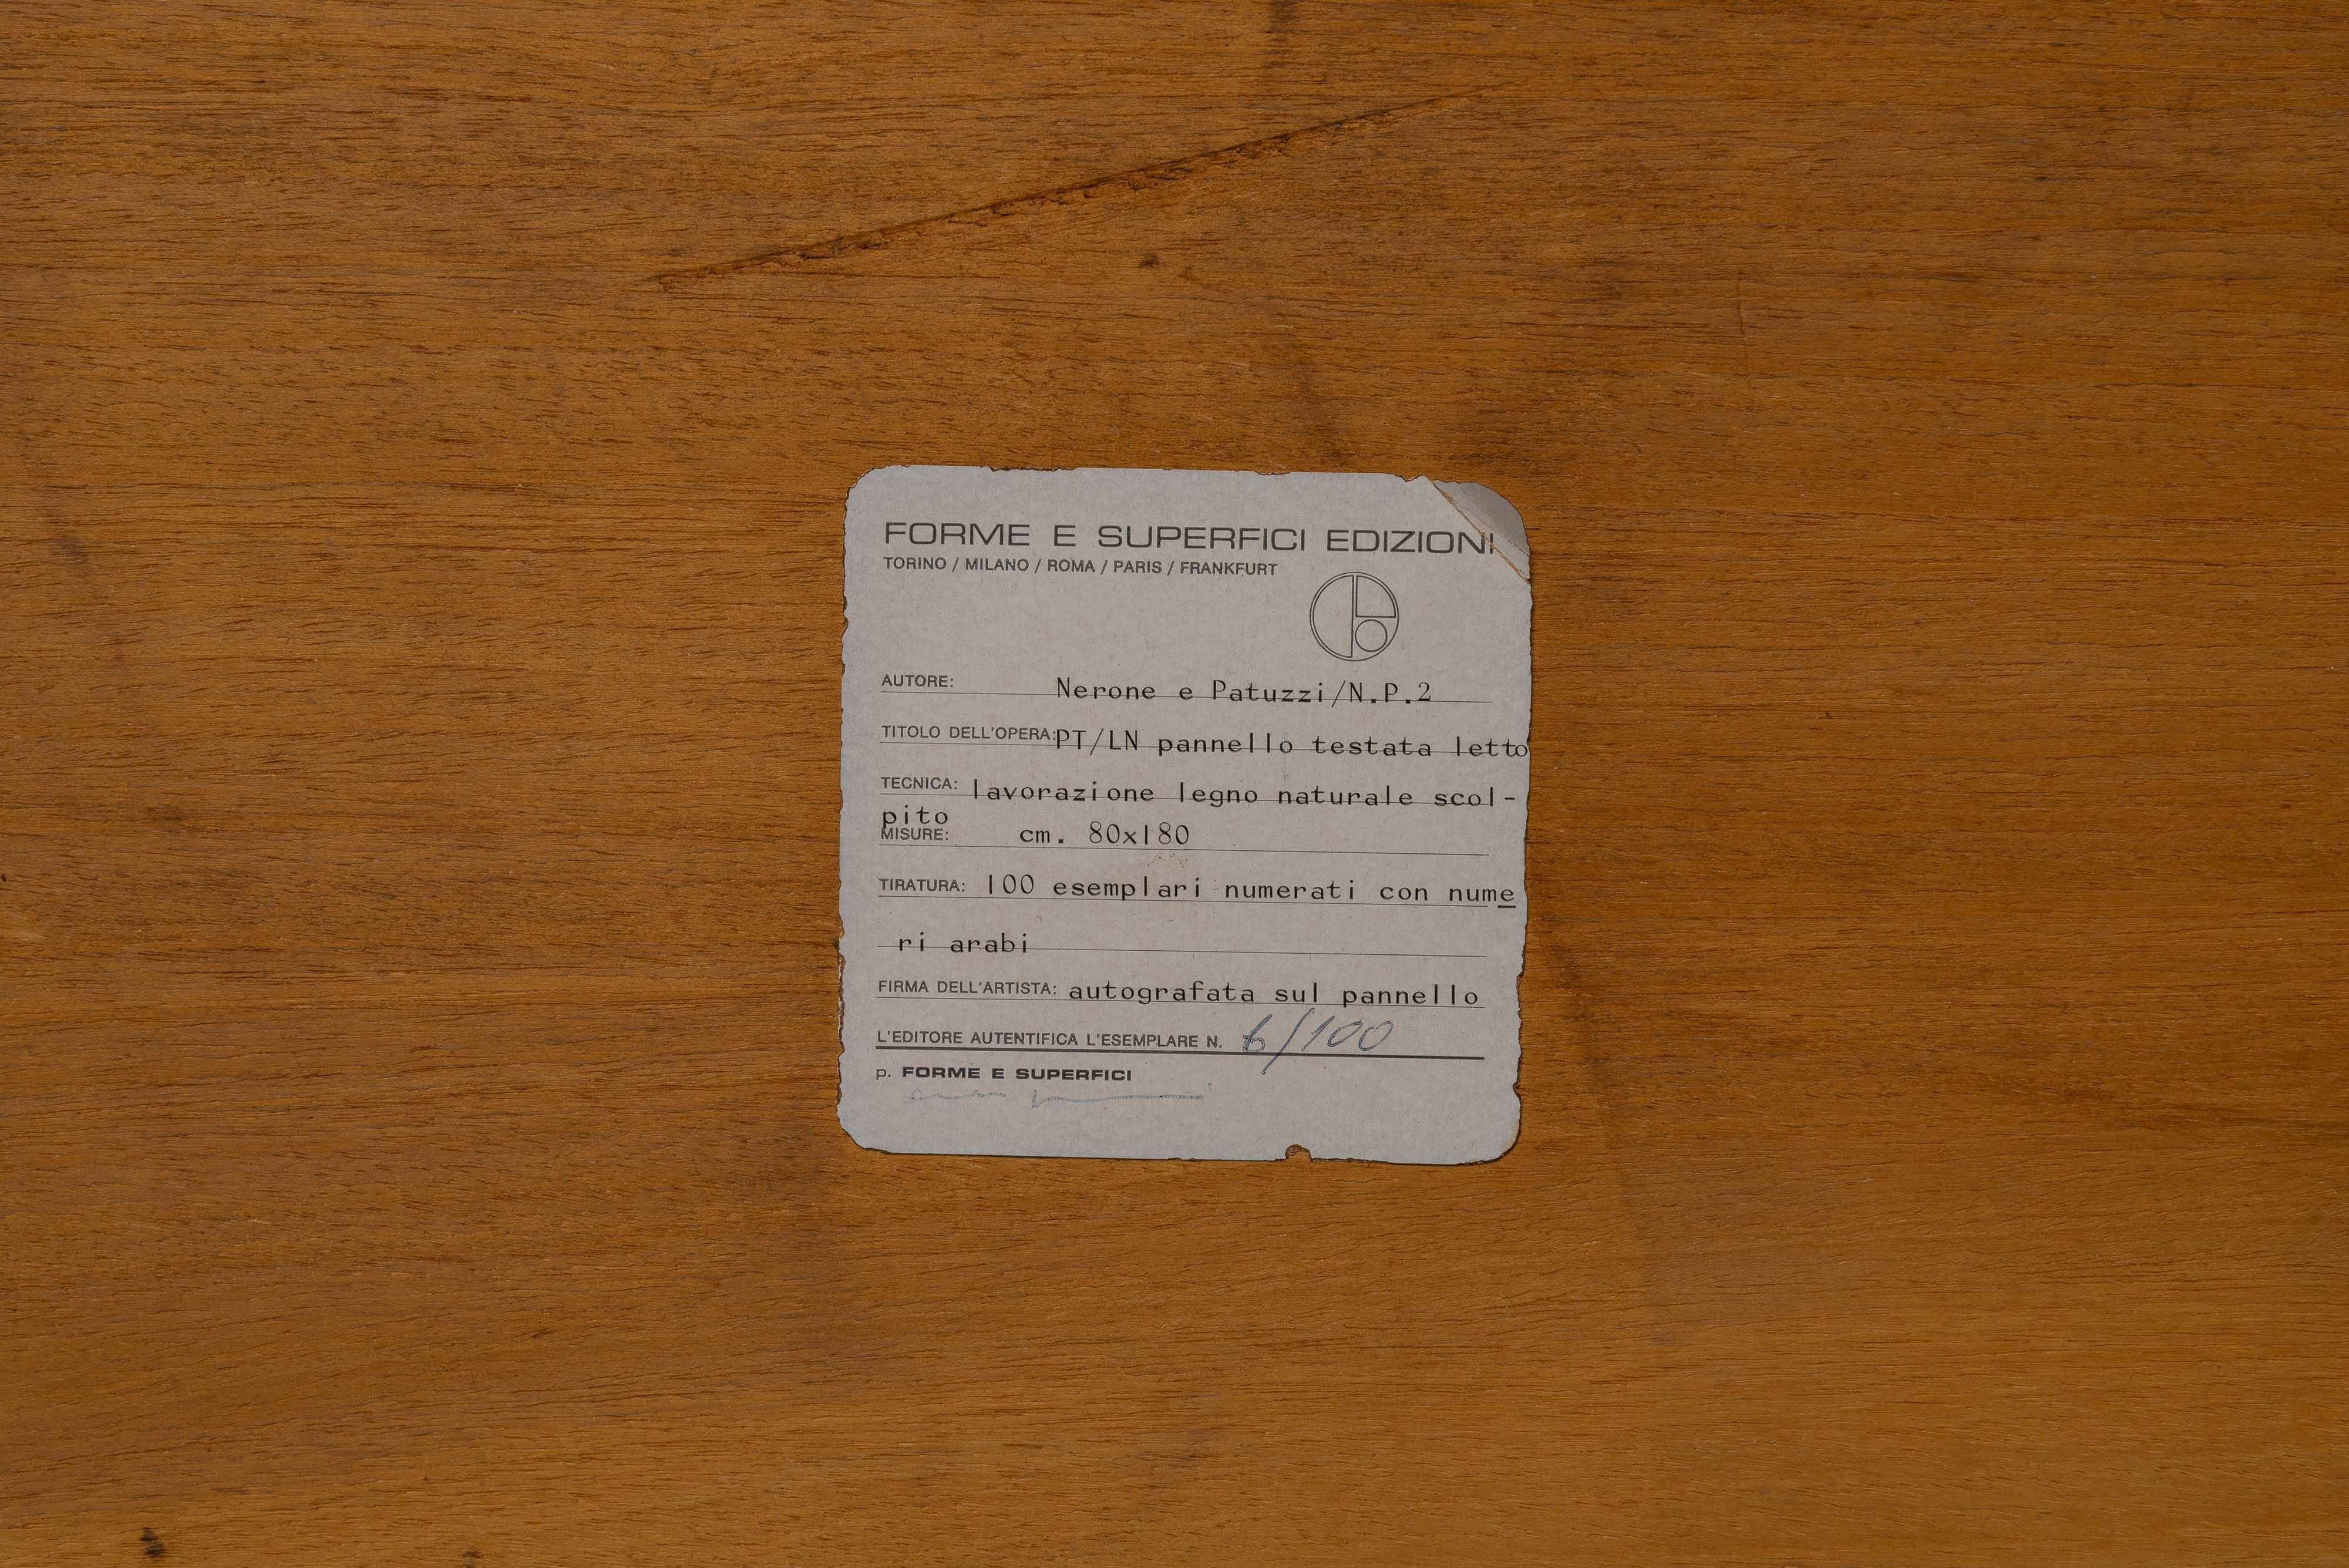 FORME E SUPERFICI EDIZIONI
TORINO / MILANO / ROMA / PARIS / FRANKFURT
AUTORE: Nerone e Patuzzi/N.P.2
TITOLO DELL'OPERA: PT/LN pannello testata letto
TECNICA: lavorazione legno naturale scol-
pito
MISURE: cm. 80x180
TIRATURA: 100 esemplari numerati con nume
ri arabi
FIRMA DELL'ARTISTA: autografata sul pannello
L'EDITORE AUTENTIFICA L'ESEMPLARE N. 6/100
p. FORME E SUPERFICI